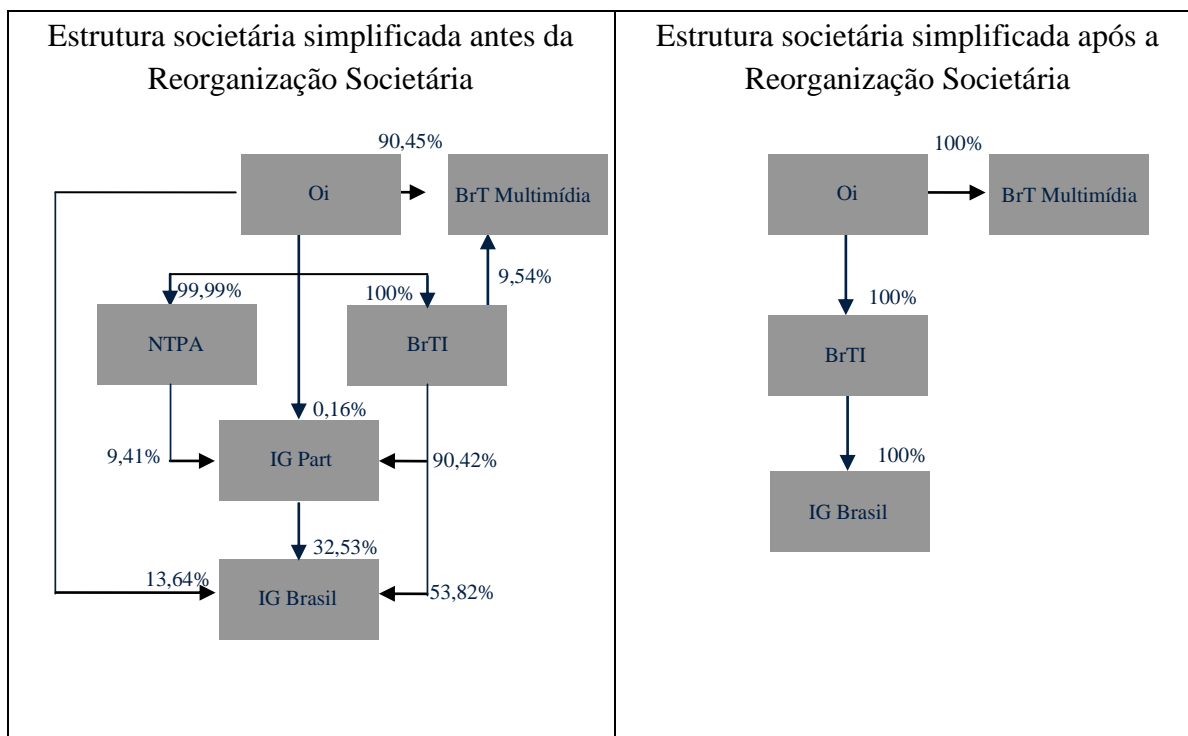 Estrutura societária simplificada antes da
Reorganização Societária
90,45%
Oi
BrT Multimídia
99,99%
100%
9,54%
NTPA
BrTI
0,16%
9,41%
IG Part
90,42%
32,53%
13,64%
IG Brasil
53,82%
Estrutura societária simplificada após a
Reorganização Societária
100%
Oi
BrT Multimídia
100%
BrTI
100%
IG Brasil